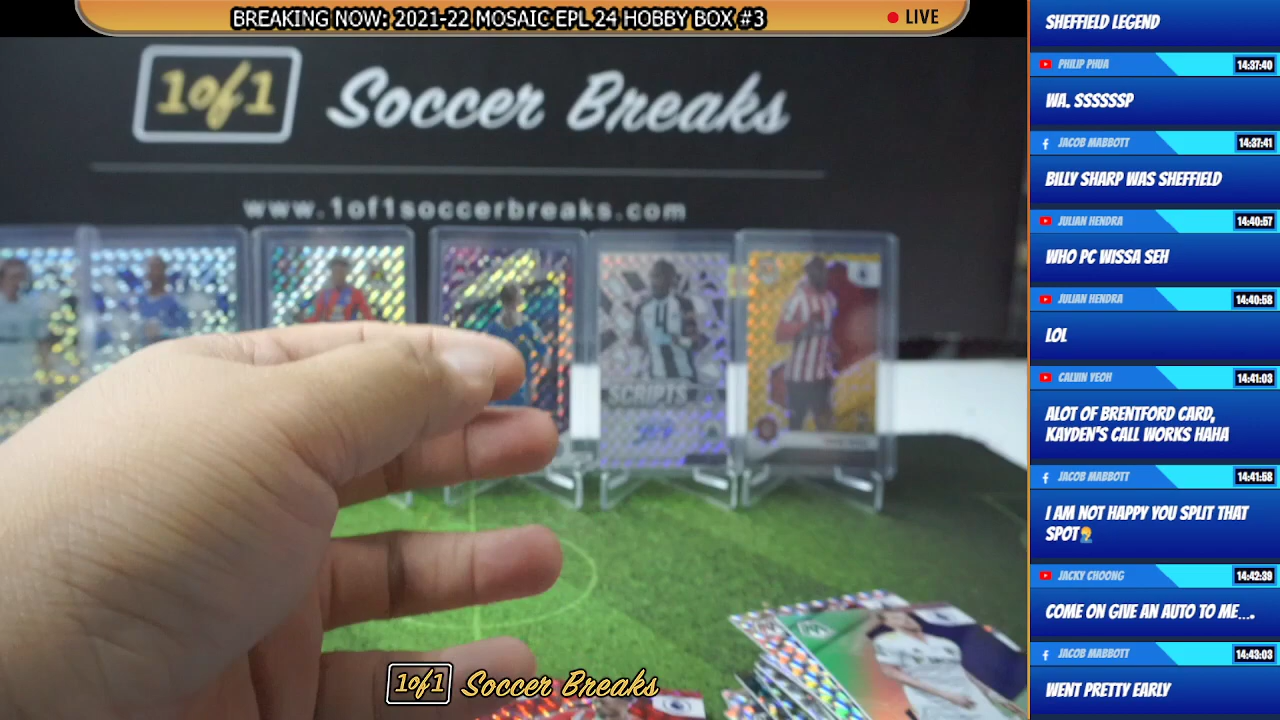 BREAKING NOW: 2021-22 MOSAIC EPL 24 HOBBY BOX #3
LIVE
1of1 Soccer Breaks
www.1of1soccerbreaks.com
SCRIPTS
1of1 Soccer Breaks
SHEFFIELD LEGEND
PHILIP PHUA 14:37:40
WA. SSSSSSP
JACOB MABBOTT 14:37:41
BILLY SHARP WAS SHEFFIELD
JULIAN HENDRA 14:40:57
WHO PC WISSA SEH
JULIAN HENDRA 14:40:58
LOL
CALVIN YEOH 14:41:03
ALOT OF BRENTFORD CARD,
KAYDEN'S CALL WORKS HAHA
JACOB MABBOTT 14:41:58
I AM NOT HAPPY YOU SPLIT THAT
SPOT🤦‍♂️
JACKY CHOONG 14:42:39
COME ON GIVE AN AUTO TO ME....
JACOB MABBOTT 14:43:03
WENT PRETTY EARLY